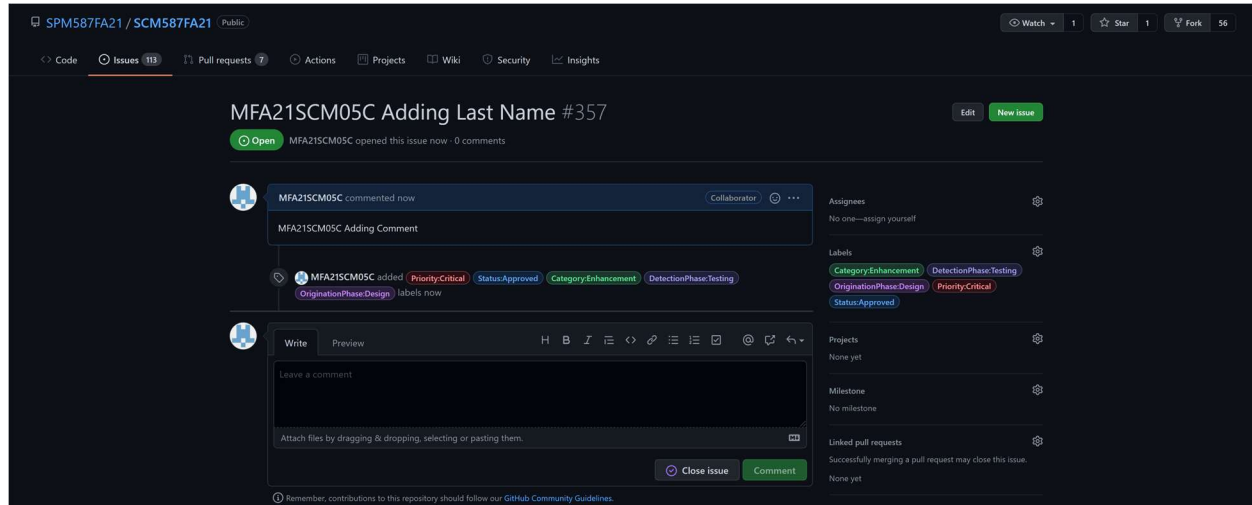 SPM587FA21 / SCM587FA21 Public
Watch 1 Star 1 Fork 56
Code Issues 113 Pull requests 7 Actions Projects Wiki Security Insights
MFA21SCM05C Adding Last Name #357
Edit New issue
Open MFA21SCM05C opened this issue now · 0 comments
MFA21SCM05C commented now Collaborator
MFA21SCM05C Adding Comment
MFA21SCM05C added Priority:Critical Status:Approved Category:Enhancement DetectionPhase:Testing
OriginationPhase:Design labels now
Write Preview
Leave a comment
Attach files by dragging & dropping, selecting or pasting them.
Close issue Comment
Remember, contributions to this repository should follow our GitHub Community Guidelines.
Assignees
No one—assign yourself
Labels
Category:Enhancement DetectionPhase:Testing
OriginationPhase:Design Priority:Critical
Status:Approved
Projects
None yet
Milestone
No milestone
Linked pull requests
Successfully merging a pull request may close this issue.
None yet